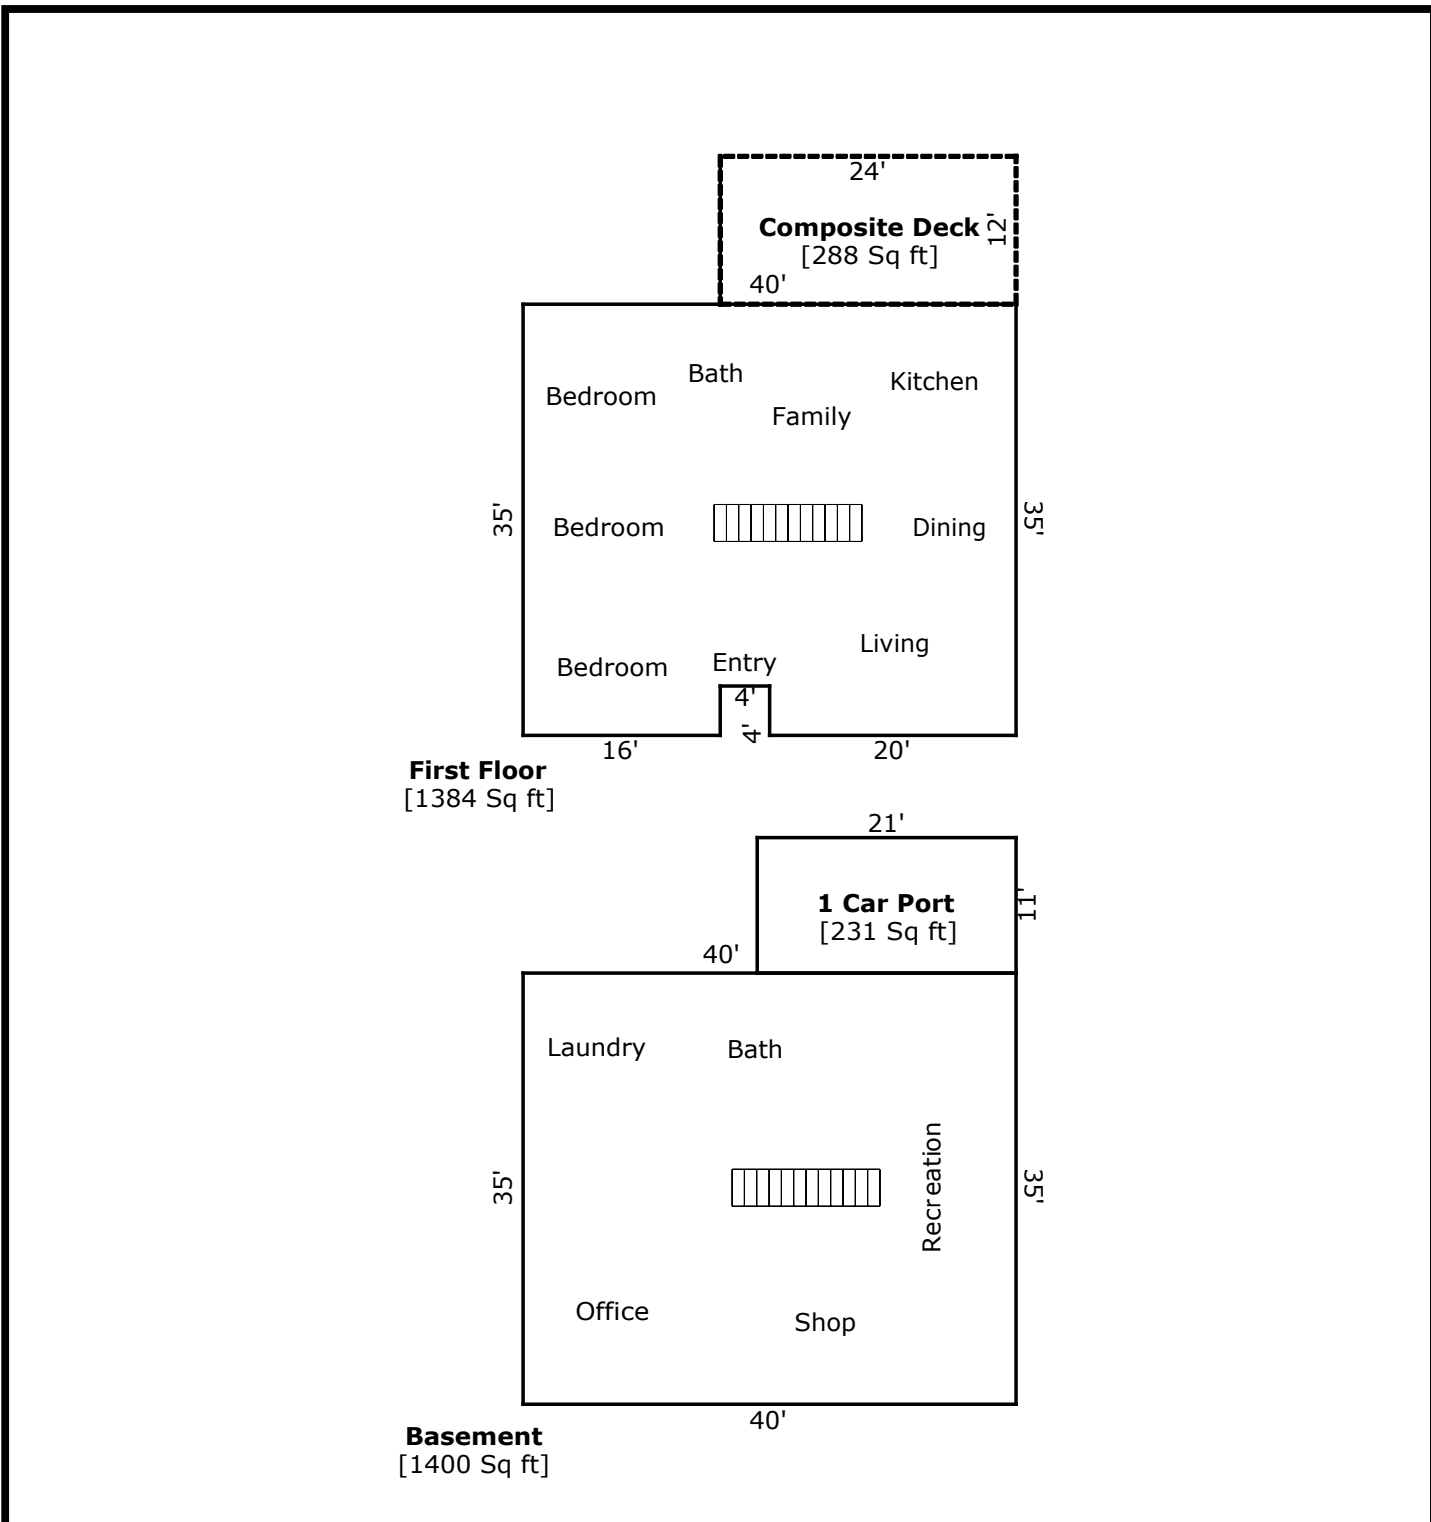 24'
Composite Deck
12'
[288 Sq ft]
40'
Bath
Kitchen
Bedroom
Family
35'
Bedroom
Dining
35'
Living
Entry
Bedroom
4'
4'
16'
20'
First Floor
[1384 Sq ft]
21'
1 Car Port
11'
[231 Sq ft]
40'
Laundry
Bath
Recreation
35'
35'
Office
Shop
40'
Basement
[1400 Sq ft]